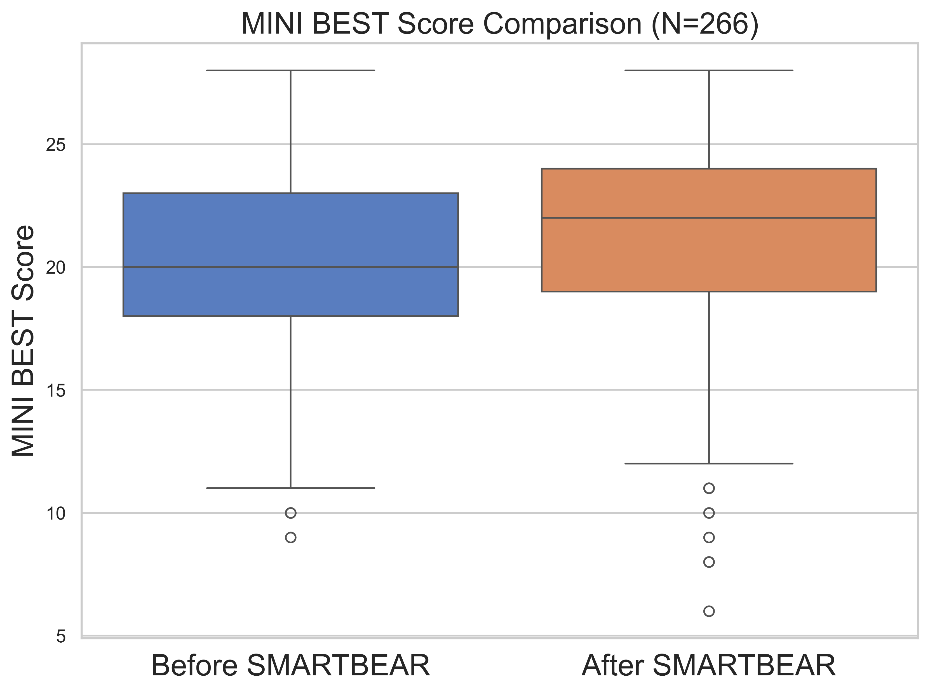 MINI BEST Score Comparison (N=266)
MINI BEST Score
25
20
15
10
5
Before SMARTBEAR
After SMARTBEAR